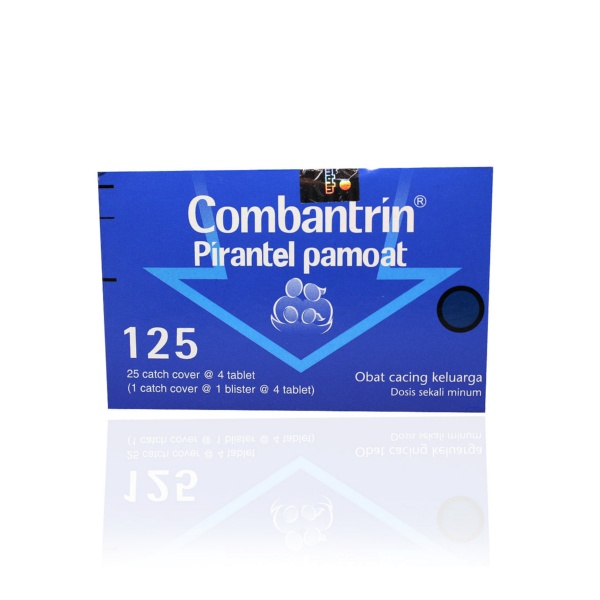 Combantrin®
Pirantel pamoat
125
25 catch cover @ 4 tablet
(1 catch cover @ 1 blister @ 4 tablet)
Obat cacing keluarga
Dosis sekali minum